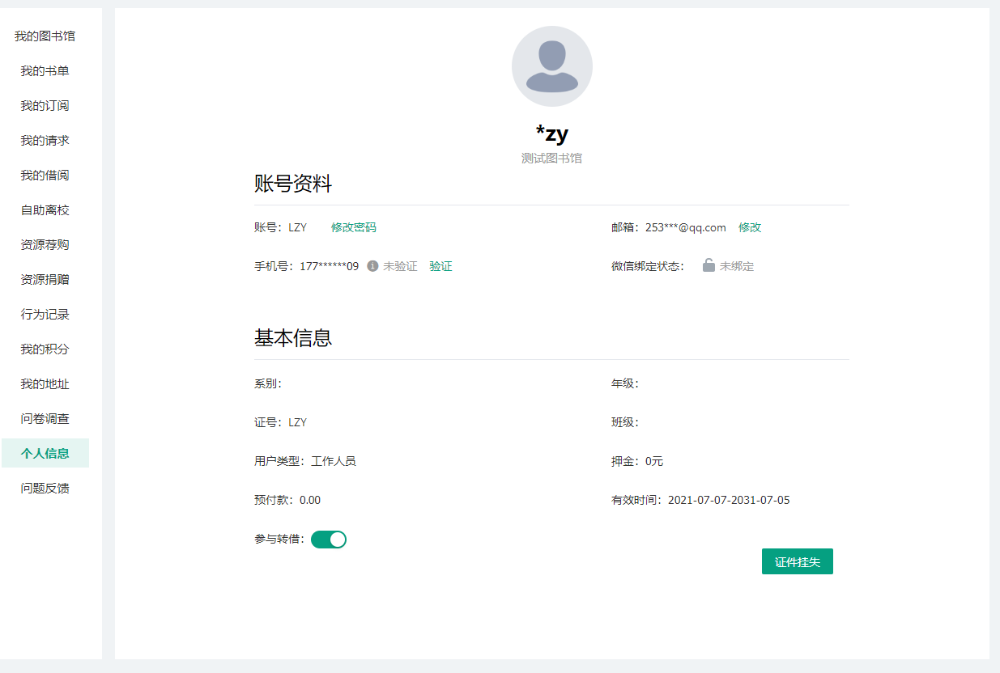 我的图书馆
我的书单
我的订阅
我的请求
我的借阅
自助离校
资源荐购
资源捐赠
行为记录
我的积分
我的地址
问卷调查
个人信息
问题反馈
*zy
测试图书馆
账号资料
账号：LZY 修改密码
邮箱：253***@qq.com 修改
手机号：177******09 未验证 验证
微信绑定状态： 未绑定
基本信息
系别：
年级：
证号：LZY
班级：
用户类型：工作人员
押金：0元
预付款：0.00
有效时间：2021-07-07-2031-07-05
参与转借：
证件挂失